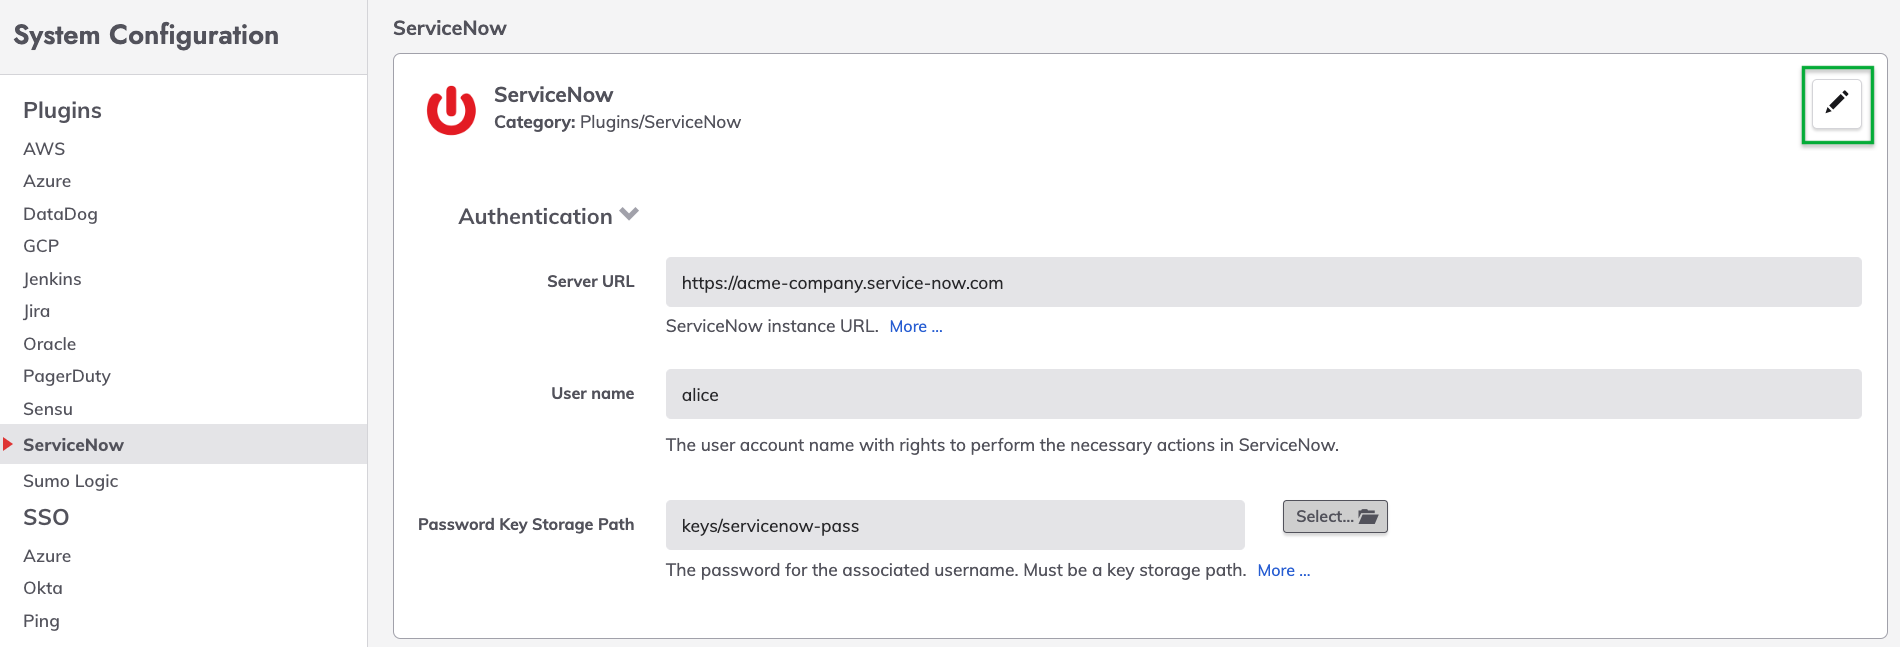 System Configuration
Plugins
AWS
Azure
DataDog
GCP
Jenkins
Jira
Oracle
PagerDuty
Sensu
ServiceNow
Sumo Logic
SSO
Azure
Okta
Ping
ServiceNow
ServiceNow
Category: Plugins/ServiceNow
Authentication
Server URL
https://acme-company.service-now.com
ServiceNow instance URL. More ...
User name
alice
The user account name with rights to perform the necessary actions in ServiceNow.
Password Key Storage Path
keys/servicenow-pass
Select...
The password for the associated username. Must be a key storage path. More ...